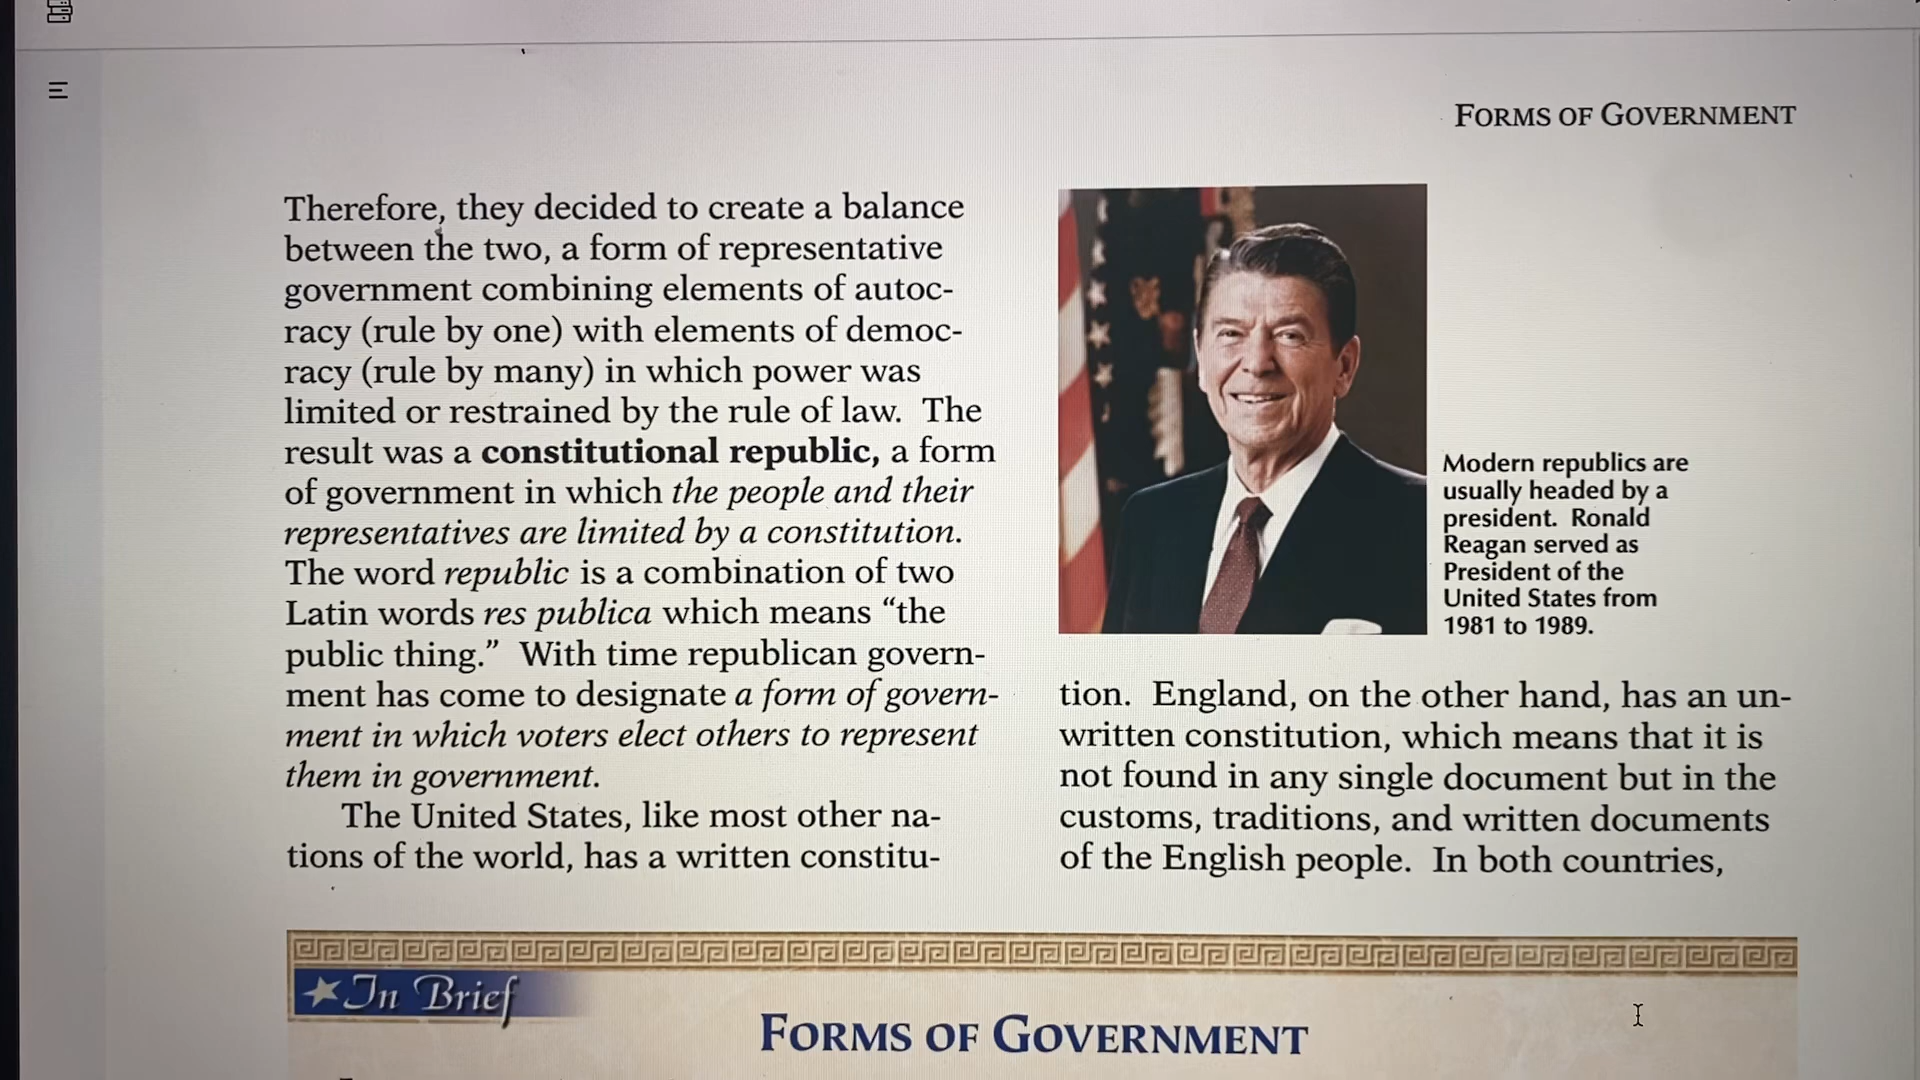 FORMS OF GOVERNMENT
Therefore, they decided to create a balance
between the two, a form of representative
government combining elements of autoc-
racy (rule by one) with elements of democ-
racy (rule by many) in which power was
limited or restrained by the rule of law.  The
result was a constitutional republic, a form
of government in which the people and their
representatives are limited by a constitution.
The word republic is a combination of two
Latin words res publica which means “the
public thing.”  With time republican govern-
ment has come to designate a form of govern-
ment in which voters elect others to represent
them in government.
The United States, like most other na-
tions of the world, has a written constitu-
Modern republics are
usually headed by a
president.  Ronald
Reagan served as
President of the
United States from
1981 to 1989.
tion.  England, on the other hand, has an un-
written constitution, which means that it is
not found in any single document but in the
customs, traditions, and written documents
of the English people.  In both countries,
In Brief
FORMS OF GOVERNMENT